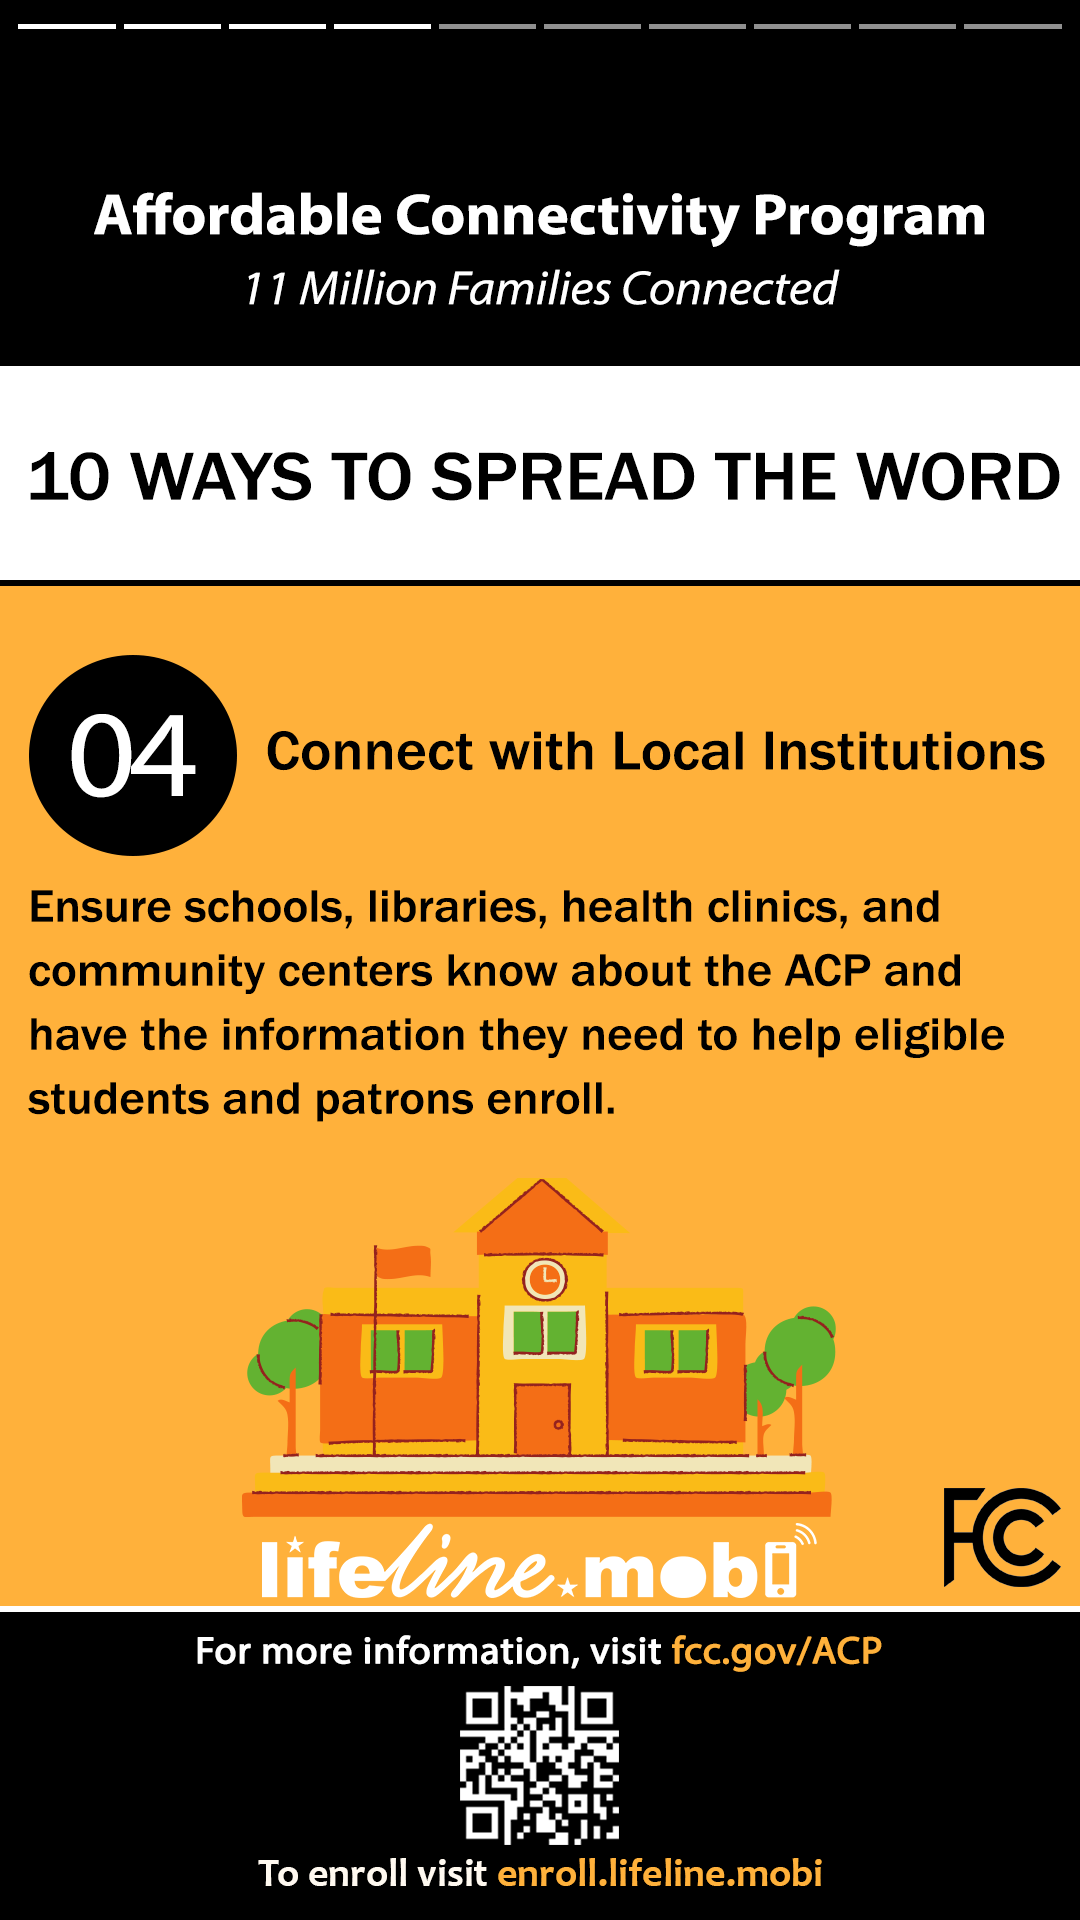 Affordable Connectivity Program
11 Million Families Connected
10 WAYS TO SPREAD THE WORD
04
Connect with Local Institutions
Ensure schools, libraries, health clinics, and
community centers know about the ACP and
have the information they need to help eligible
students and patrons enroll.
lifeline.mobi
FCC
For more information, visit fcc.gov/ACP
To enroll visit enroll.lifeline.mobi